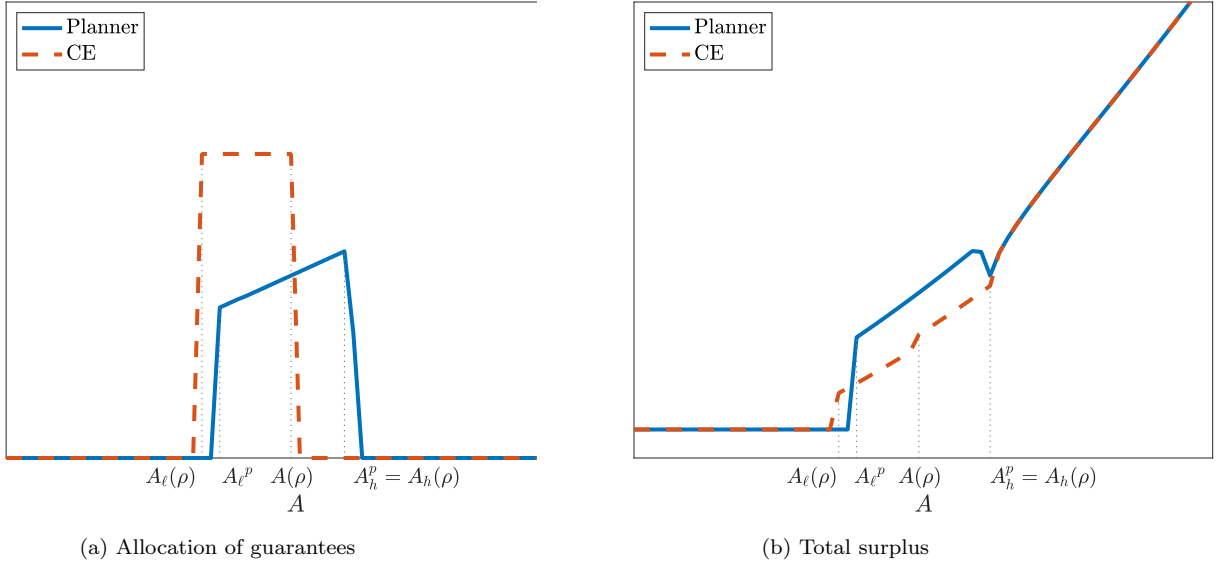 Planner
CE
A_ℓ(ρ) A_ℓ^p A(ρ) A_h^p = A_h(ρ)
A
(a) Allocation of guarantees
Planner
CE
A_ℓ(ρ) A_ℓ^p A(ρ) A_h^p = A_h(ρ)
A
(b) Total surplus